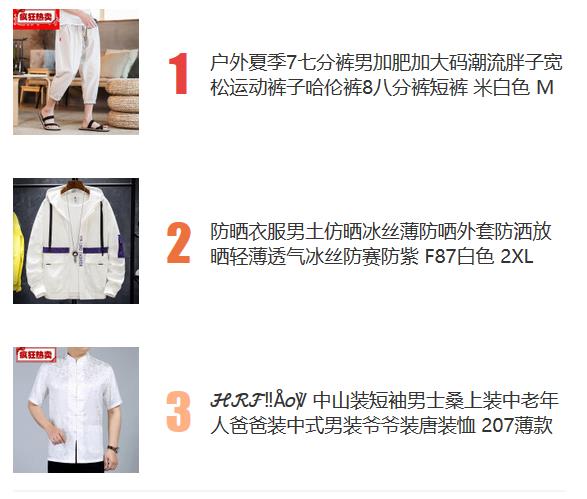 疯狂热卖
1
户外夏季7七分裤男加肥加大码潮流胖子宽
松运动裤子哈伦裤8八分裤短裤 米白色 M
2
防晒衣服男土仿晒冰丝薄防晒外套防洒放
晒轻薄透气冰丝防赛防紫 F87白色 2XL
疯狂热卖
3
ℋℛℱ‼Åo 中山装短袖男士桑上装中老年
人爸爸装中式男装爷爷装唐装恤 207薄款